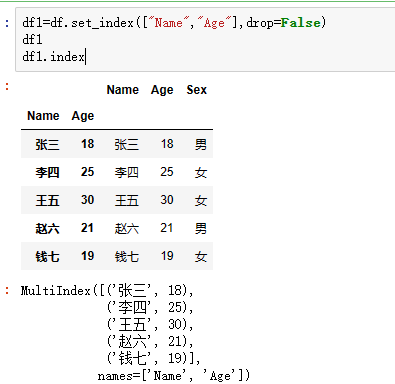 : df1=df.set_index(["Name","Age"],drop=False)
df1
df1.index
:
Name Age Sex
Name Age
张三 18 张三 18 男
李四 25 李四 25 女
王五 30 王五 30 女
赵六 21 赵六 21 男
钱七 19 钱七 19 女
: MultiIndex([('张三', 18),
('李四', 25),
('王五', 30),
('赵六', 21),
('钱七', 19)],
names=['Name', 'Age'])